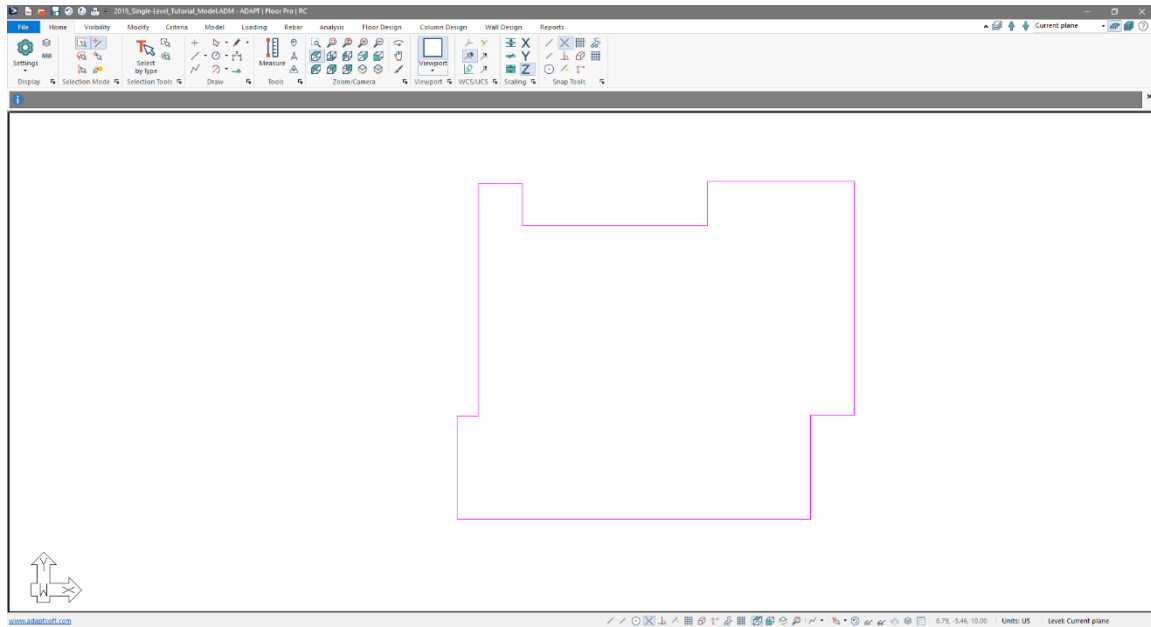 2019_Single-Level_Tutorial_Model.ADM - ADAPT | Floor Pro | RC
File Home Visibility Modify Criteria Model Loading Rebar Analysis Floor Design Column Design Wall Design Reports Current plane
Settings Select by Type Measure Viewport X Y Z
Display Selection Mode Selection Tools Draw Tools Zoom/Camera Viewport WCS/UCS Scaling Snap Tools
Y
W X
www.adaptsoft.com 8.79, -3.46, 10.00 Units: US Level: Current plane